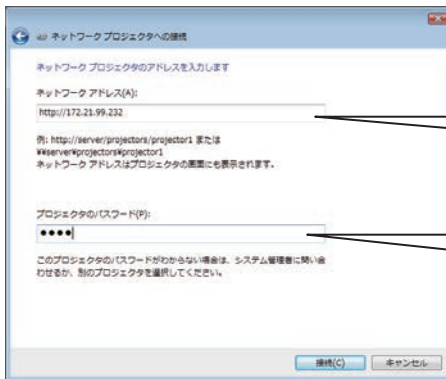 ネットワーク プロジェクタへの接続
ネットワーク プロジェクタのアドレスを入力します
ネットワーク アドレス(A):
http://172.21.99.232
例: http://server/projectors/projector1 または
¥¥server¥projectors¥projector1
ネットワーク アドレスはプロジェクタの画面にも表示されます。
プロジェクタのパスワード(P):
●●●●
このプロジェクタのパスワードがわからない場合は、システム管理者に問い合
わせるか、別のプロジェクタを選択してください。
接続(C)
キャンセル